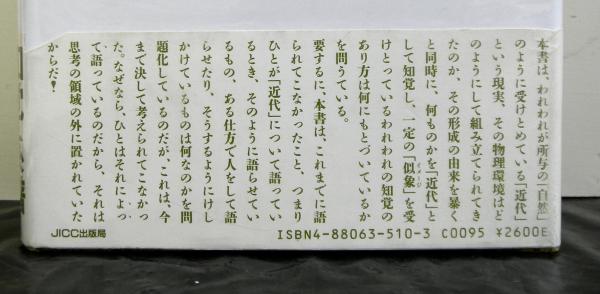 本書は、われわれが所与の「自然」
のように受けとめている「近代」
という現実、その物理環境はど
のようにして組み立てられてき
たのか、その形成の由来を暴く
と同時に、何ものかを「近代」と
して知覚し、一定の「似象」を受
けとっているわれわれの知覚の
あり方は何にもとづいているか
を問うている。
要するに、本書は、これまでに語
られてこなかったこと、つまり
ひとが「近代」について語ってい
るとき、そのように語らせてい
るもの、ある仕方で人をして語
らせたり、そうするようにけし
かけているものは何なのかを問
題化しているのだが、これは、今
まで決して考えられてこなかっ
た。なぜなら、ひとはそれによっ
て、語っているのだから、それは
思考の領域の外に置かれていた
からだ!
ISBN4-88063-510-3 C0095 ¥2600E
JICC出版局